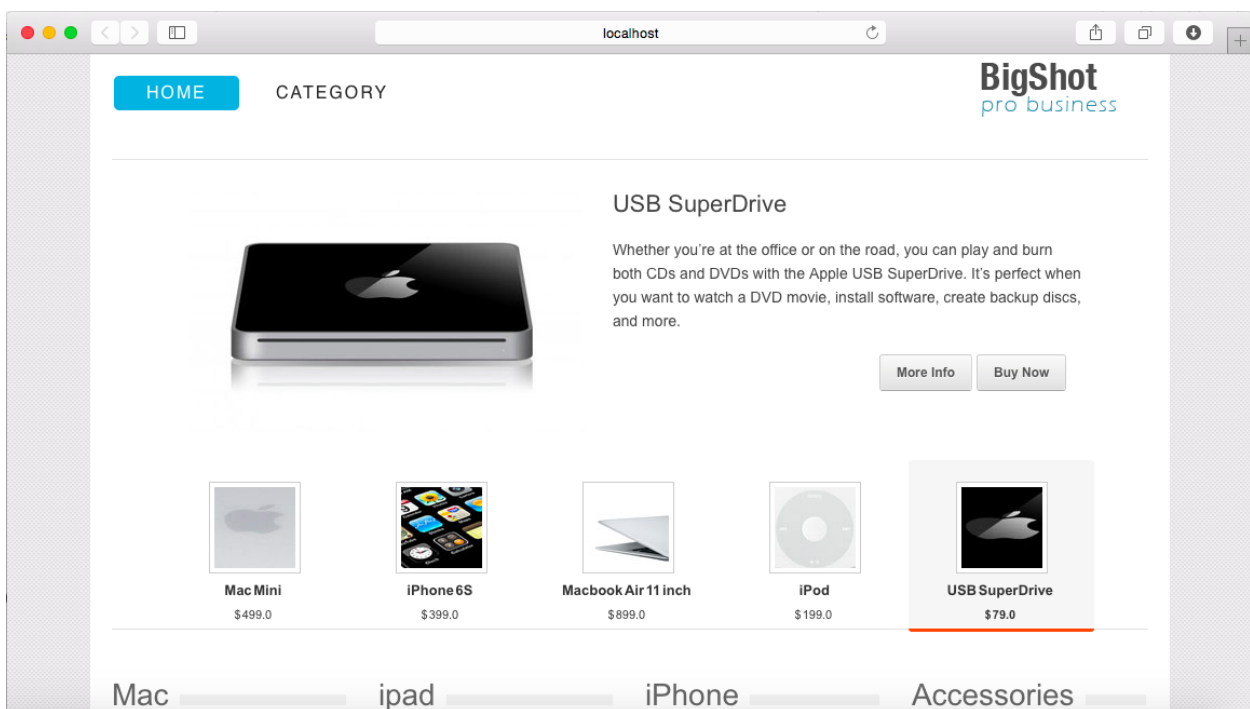 localhost
HOME
CATEGORY
BigShot
pro business
USB SuperDrive
Whether you're at the office or on the road, you can play and burn
both CDs and DVDs with the Apple USB SuperDrive. It's perfect when
you want to watch a DVD movie, install software, create backup discs,
and more.
More Info
Buy Now
Mac Mini
iPhone 6S
Macbook Air 11 inch
iPod
USB SuperDrive
$499.0
$399.0
$899.0
$199.0
$79.0
Mac
ipad
iPhone
Accessories